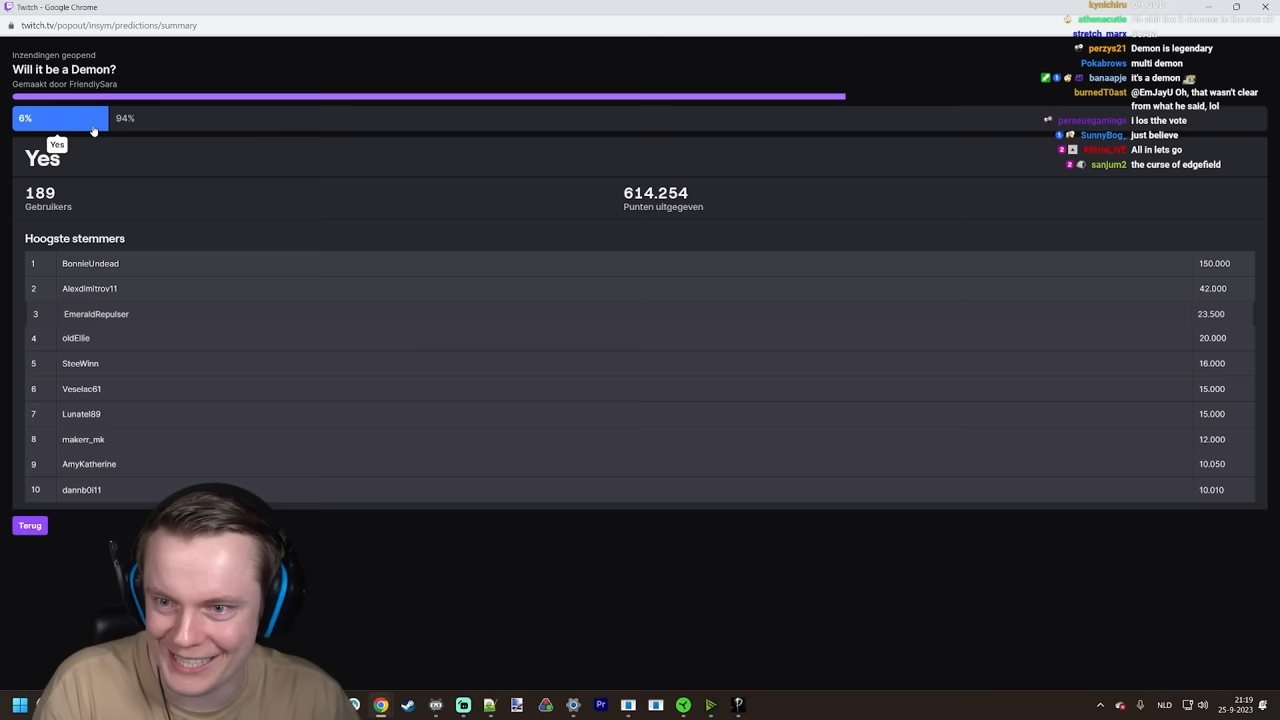 Twitch - Google Chrome
twitch.tv/popout/insym/predictions/summary
Inzendingen geopend
Will it be a Demon?
Gemaakt door FriendlySara
6%
94%
Yes
Yes
189
Gebruikers
614.254
Punten uitgegeven
Hoogste stemmers
1 BonnieUndead 150.000
2 Alexdimitrov11 42.000
3 EmeraldRepulser 23.500
4 oldEllie 20.000
5 SteeWinn 16.000
6 Veselac61 15.000
7 Lunatel89 15.000
8 makerr_mk 12.000
9 AmyKatherine 10.050
10 dannb0i11 10.010
Terug
kynichiru
athenacutie
stretch_marx
perzys21 Demon is legendary
Pokabrows multi demon
banaapje it's a demon
burnedT0ast @EmJayU Oh, that wasn't clear
from what he said, lol
perseusgamings i los tthe vote
SunnyBog_ just believe
All in lets go
sanjum2 the curse of edgefield
NLD
21:19
25-9-2023